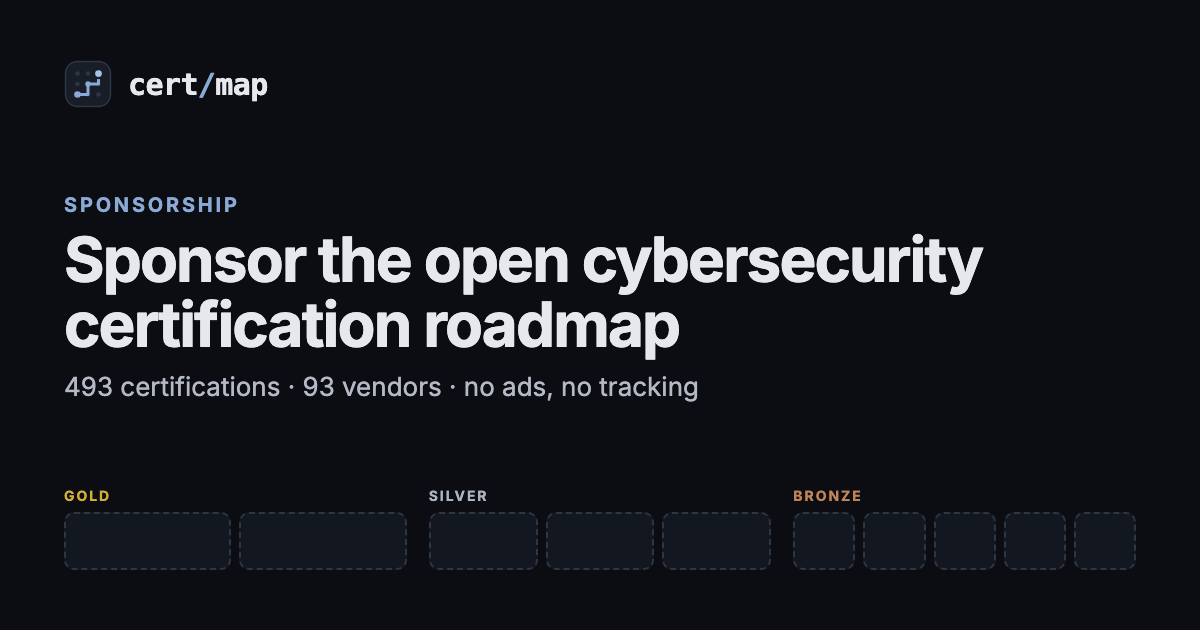 cert/map
SPONSORSHIP
Sponsor the open cybersecurity
certification roadmap
493 certifications · 93 vendors · no ads, no tracking
GOLD
SILVER
BRONZE